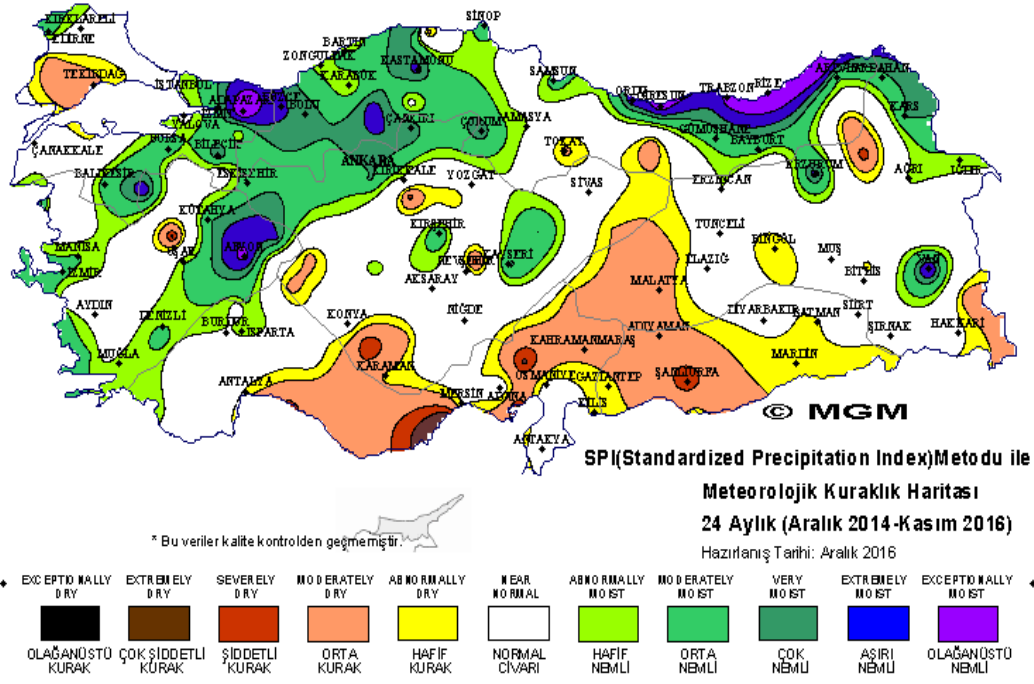 SİNOP
KIRKLARELİ
EDİRNE
BARTIN
ZONGULDAK
KASTAMONU
TEKİRDAĞ
KARABÜK
SAMSUN
İSTANBUL
RİZE
ARTVİN
ARDAHAN
ORDU
GİRESUN
TRABZON
ADAPAZARI
BOLU
KARS
YALOVA
ÇANKIRI
ÇORUM
AMASYA
GÜMÜŞHANE
BAYBURT
ÇANAKKALE
BURSA
BİLECİK
ANKARA
TOKAT
ERZURUM
AĞRI
IĞDIR
BALIKESİR
ESKİŞEHİR
KIRIKKALE
YOZGAT
SİVAS
ERZİNCAN
KÜTAHYA
KIRŞEHİR
TUNCELİ
BİNGÖL
MUŞ
MANİSA
UŞAK
AFYON
NEVŞEHİR
KAYSERİ
ELAZIĞ
BİTLİS
VAN
İZMİR
AKSARAY
MALATYA
AYDIN
DENİZLİ
BURDUR
ISPARTA
KONYA
NİĞDE
ADIYAMAN
DİYARBAKIR
BATMAN
SİİRT
ŞIRNAK
HAKKARİ
MUĞLA
KAHRAMANMARAŞ
MARDİN
ANTALYA
KARAMAN
MERSİN
ADANA
OSMANİYE
GAZİANTEP
ŞANLIURFA
KİLİS
ANTAKYA
© MGM
SPI(Standardized Precipitation Index)Metodu ile
Meteorolojik Kuraklık Haritası
24 Aylık (Aralık 2014-Kasım 2016)
Hazırlanış Tarihi: Aralık 2016
* Bu veriler kalite kontrolden geçmemiştir.
EXCEPTIONALLY DRY
EXTREMELY DRY
SEVERELY DRY
MODERATELY DRY
ABNORMALLY DRY
NEAR NORMAL
ABNORMALLY MOIST
MODERATELY MOIST
VERY MOIST
EXTREMELY MOIST
EXCEPTIONALLY MOIST
OLAĞANÜSTÜ KURAK
ÇOK ŞİDDETLİ KURAK
ŞİDDETLİ KURAK
ORTA KURAK
HAFİF KURAK
NORMAL CİVARI
HAFİF NEMLİ
ORTA NEMLİ
ÇOK NEMLİ
AŞIRI NEMLİ
OLAĞANÜSTÜ NEMLİ